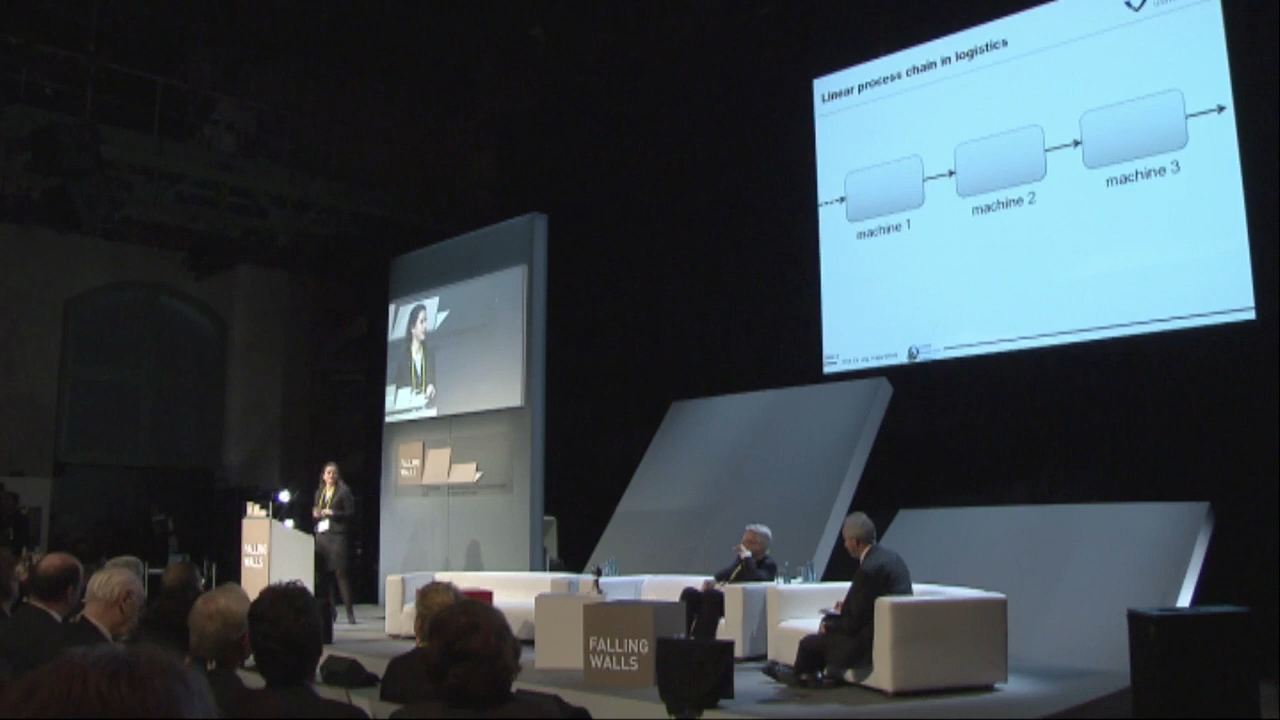 Linear process chain in logistics
machine 1
machine 2
machine 3
FALLING
WALLS
FALLING
WALLS
FALLING
WALLS